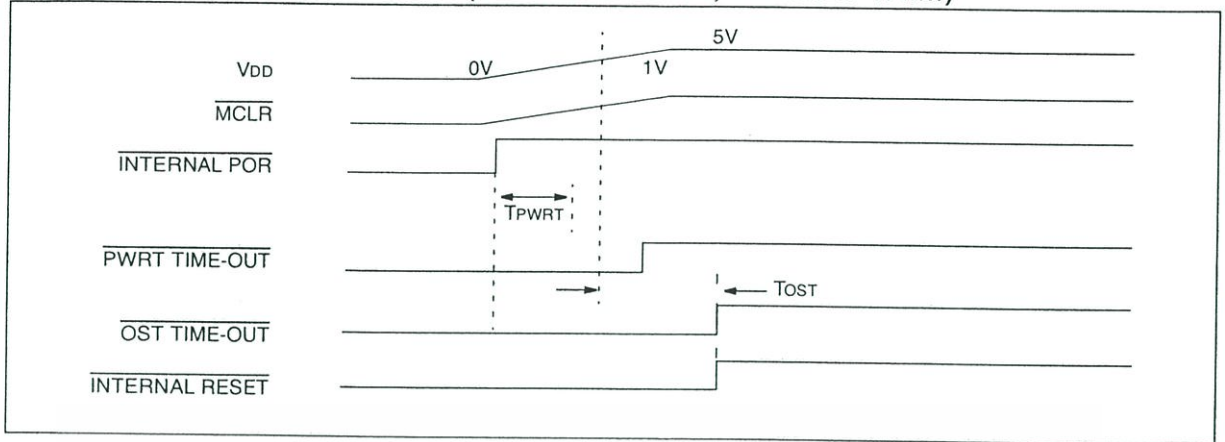 5V
VDD 0V 1V
MCLR
INTERNAL POR
TPWRT
PWRT TIME-OUT
TOST
OST TIME-OUT
INTERNAL RESET